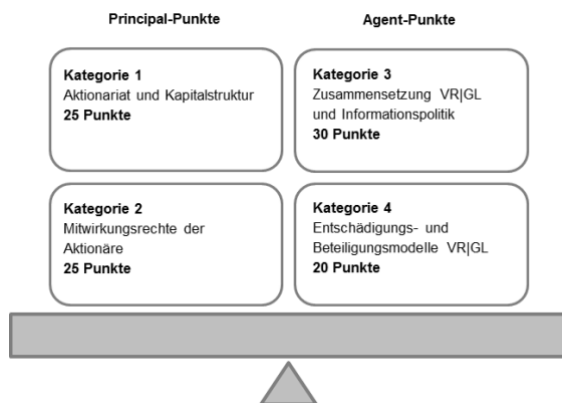 Principal-Punkte
Agent-Punkte
Kategorie 1
Aktionariat und Kapitalstruktur
25 Punkte
Kategorie 3
Zusammensetzung VR|GL
und Informationspolitik
30 Punkte
Kategorie 2
Mitwirkungsrechte der
Aktionäre
25 Punkte
Kategorie 4
Entschädigungs- und
Beteiligungsmodelle VR|GL
20 Punkte